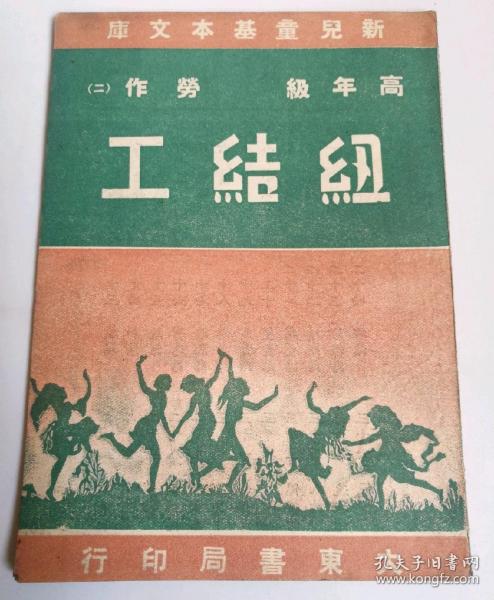 新兒童基本文庫
高年級 勞作（二）
紐結工
大東書局印行
孔夫子旧书网
kongfz.com